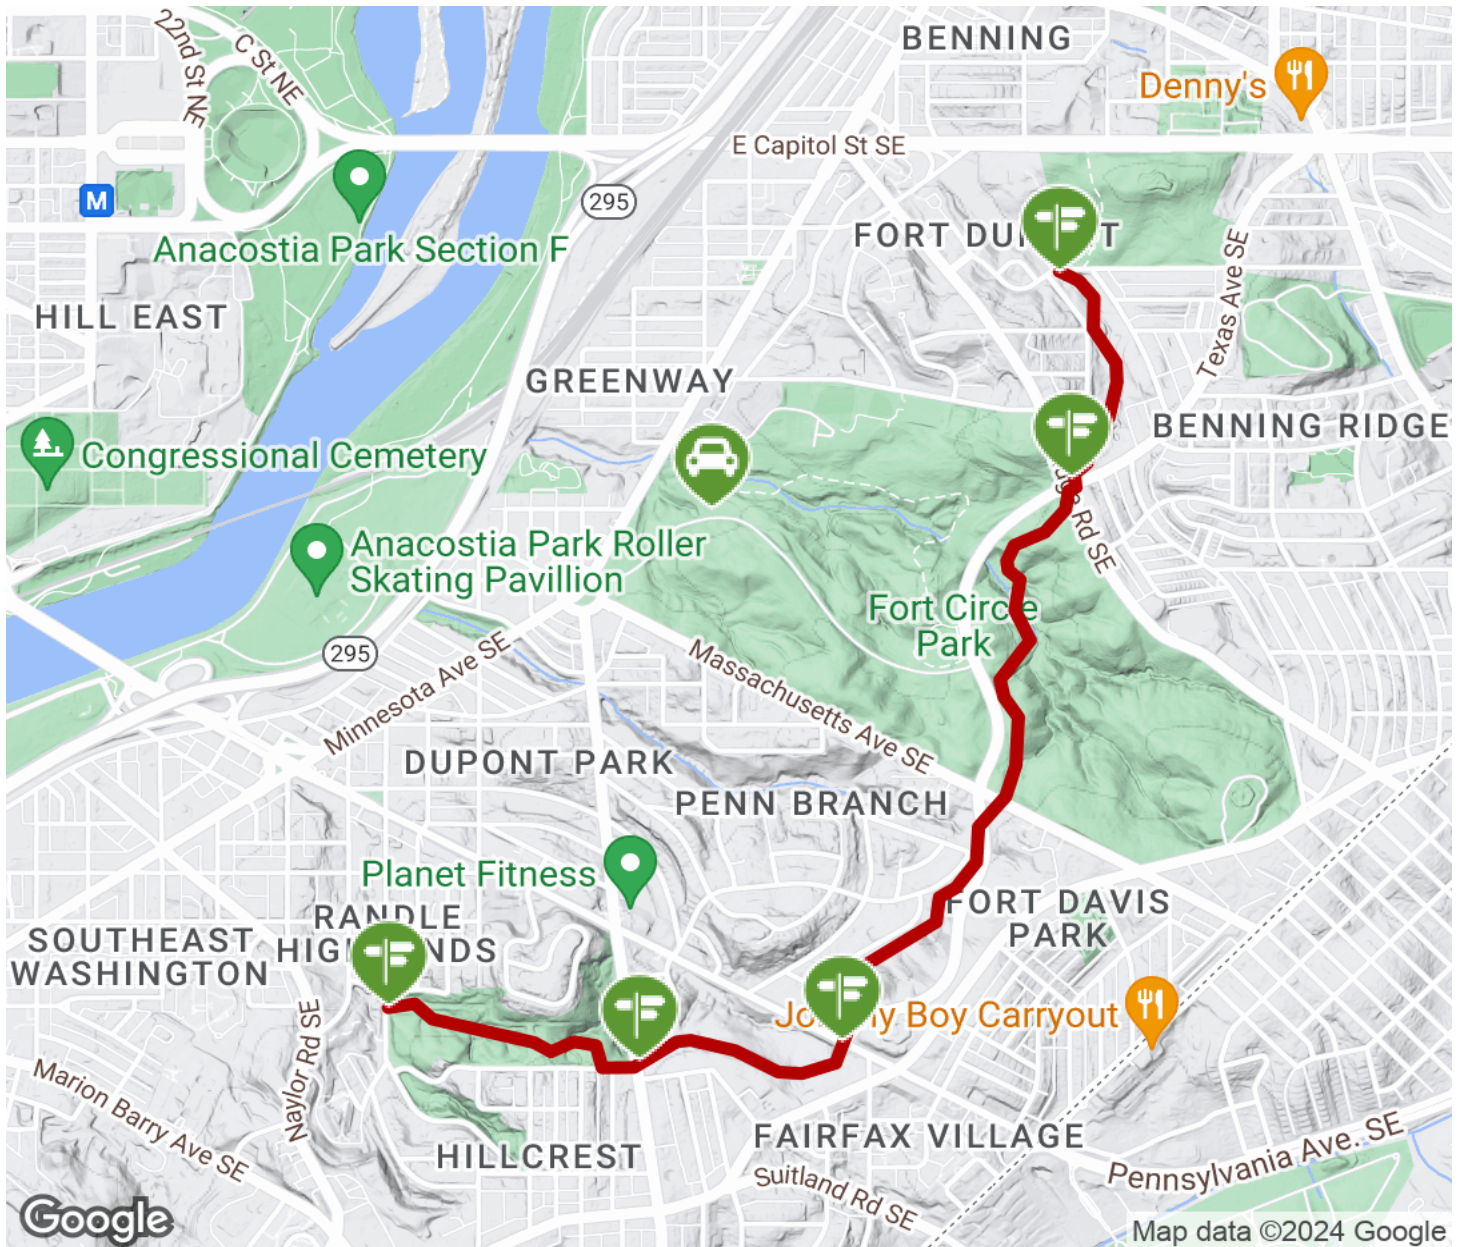 22nd St NE
C St NE
BENNING
Denny's
E Capitol St SE
M
295
Anacostia Park Section F
HILL EAST
Texas Ave SE
GREENWAY
BENNING RIDGE
Congressional Cemetery
Rd SE
Anacostia Park Roller
Skating Pavillion
Fort Circle
Park
295
Minnesota Ave SE
Massachusetts Ave SE
DUPONT PARK
PENN BRANCH
Planet Fitness
FORT DAVIS
PARK
RANDLE
SOUTHEAST
WASHINGTON
Boy Carryout
Naylor Rd SE
Marion Barry Ave SE
HILLCREST
FAIRFAX VILLAGE
Suitland Rd SE
Pennsylvania Ave. SE
Google
Map data ©2024 Google